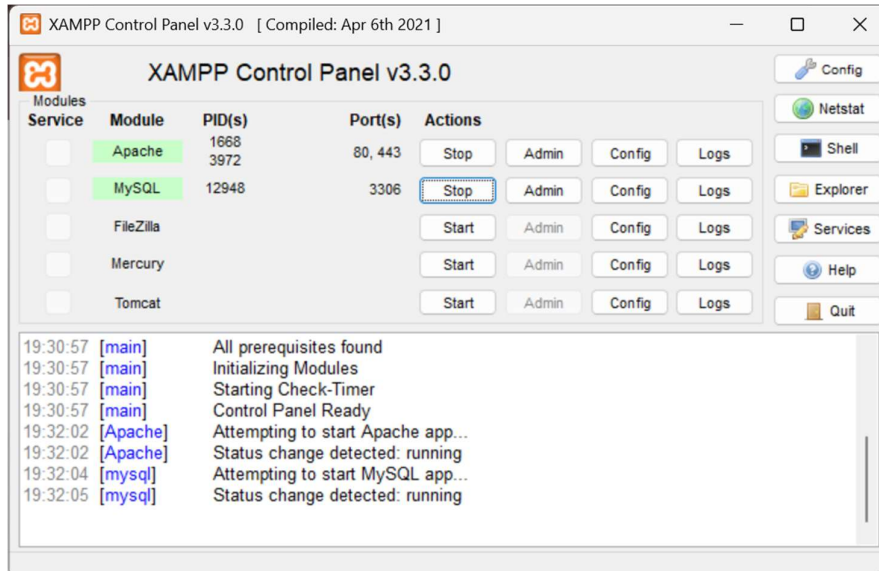 XAMPP Control Panel v3.3.0 [ Compiled: Apr 6th 2021 ]
XAMPP Control Panel v3.3.0
Config
Modules
Netstat
Service Module PID(s) Port(s) Actions
Apache 1668 3972 80, 443 Stop Admin Config Logs
Shell
MySQL 12948 3306 Stop Admin Config Logs
Explorer
FileZilla Start Admin Config Logs
Services
Mercury Start Admin Config Logs
Help
Tomcat Start Admin Config Logs
Quit
19:30:57 [main] All prerequisites found
19:30:57 [main] Initializing Modules
19:30:57 [main] Starting Check-Timer
19:30:57 [main] Control Panel Ready
19:32:02 [Apache] Attempting to start Apache app...
19:32:02 [Apache] Status change detected: running
19:32:04 [mysql] Attempting to start MySQL app...
19:32:05 [mysql] Status change detected: running